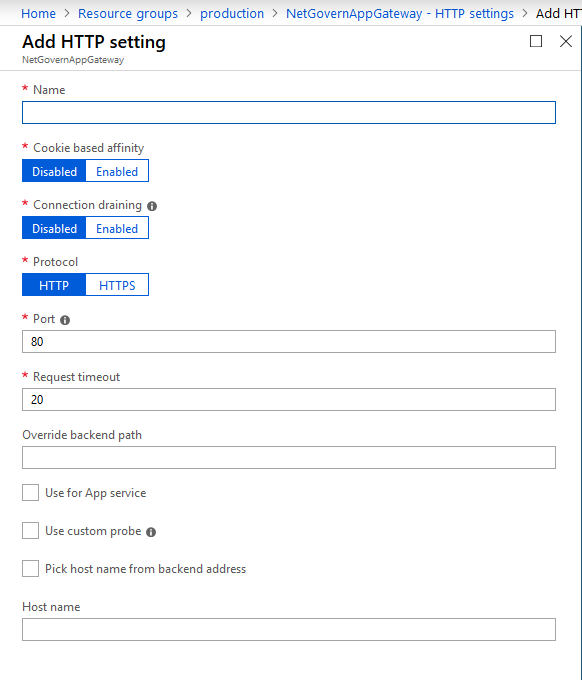 Home > Resource groups > production > NetGovernAppGateway - HTTP settings > Add HT
Add HTTP setting
NetGovernAppGateway
* Name
* Cookie based affinity
Disabled Enabled
* Connection draining
Disabled Enabled
* Protocol
HTTP HTTPS
* Port
80
* Request timeout
20
Override backend path
Use for App service
Use custom probe
Pick host name from backend address
Host name